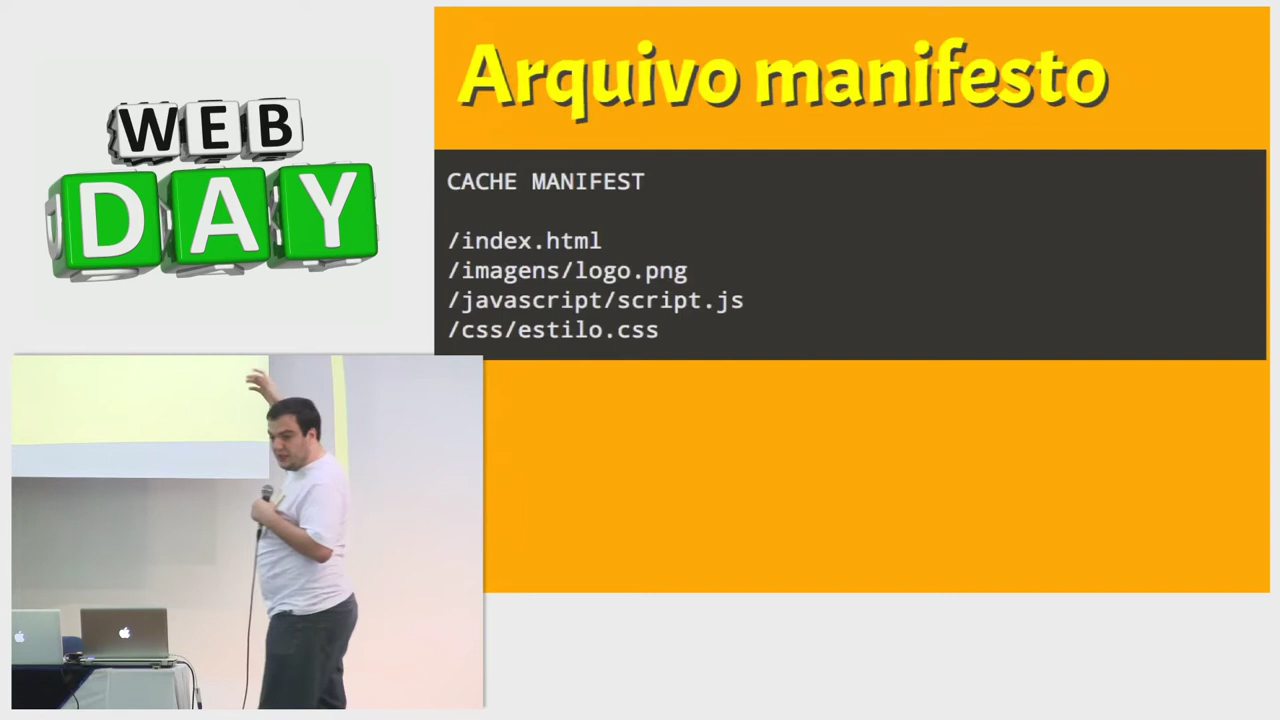 WEB
DAY
Arquivo manifesto
CACHE MANIFEST
/index.html
/imagens/logo.png
/javascript/script.js
/css/estilo.css